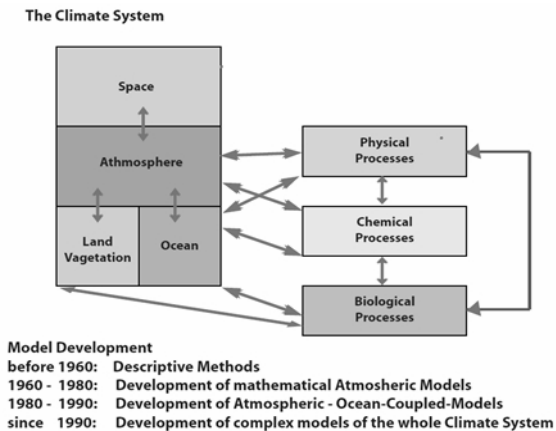 The Climate System
Space
Athmosphere
Land
Vagetation
Ocean
Physical
Processes
Chemical
Processes
Biological
Processes
Model Development
before 1960: Descriptive Methods
1960 - 1980: Development of mathematical Atmosheric Models
1980 - 1990: Development of Atmospheric - Ocean-Coupled-Models
since 1990: Development of complex models of the whole Climate System